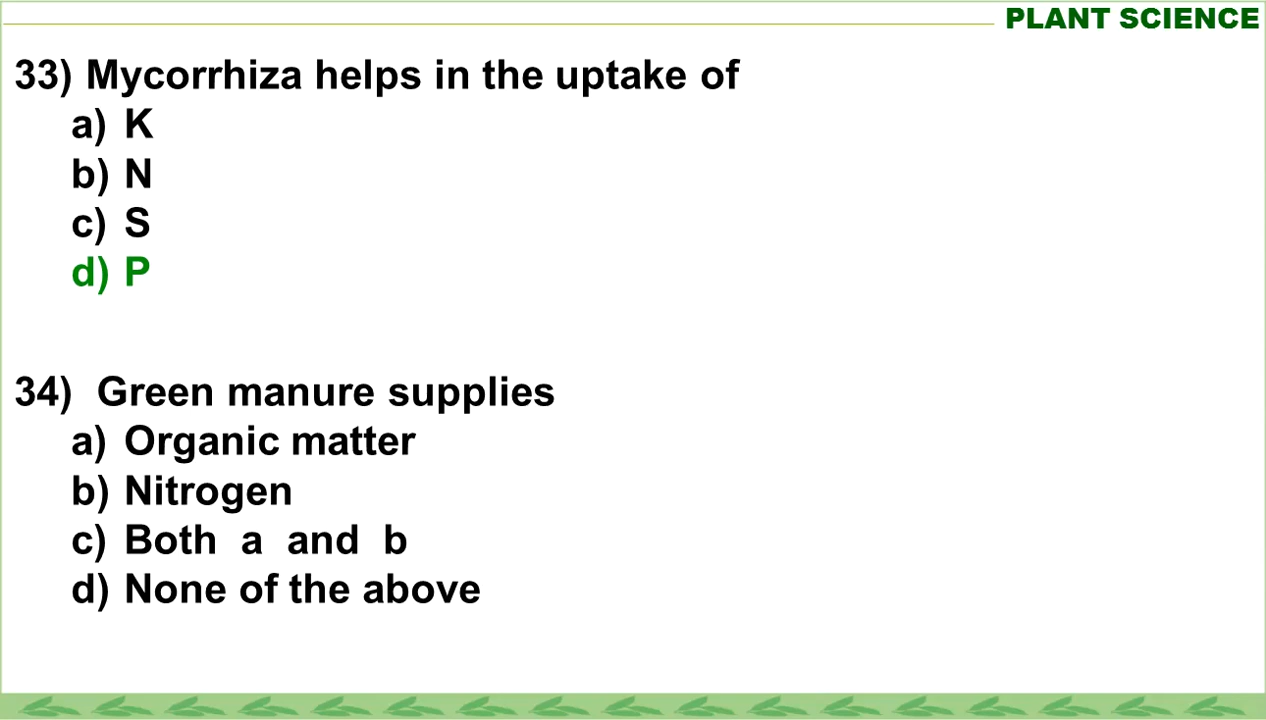 PLANT SCIENCE
33) Mycorrhiza helps in the uptake of
a) K
b) N
c) S
d) P
34) Green manure supplies
a) Organic matter
b) Nitrogen
c) Both a and b
d) None of the above